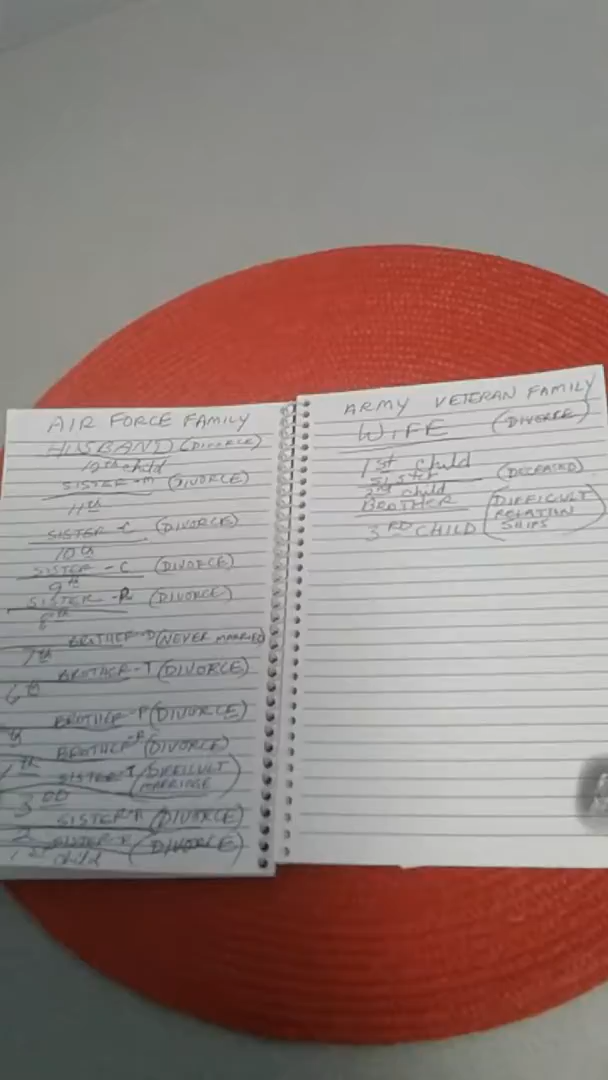 AIR FORCE FAMILY
HUSBAND (DIVORCE)
12th child
SISTER-M (DIVORCE)
11th
SISTER-C (DIVORCE)
10th
SISTER-C (DIVORCE)
9th
SISTER-R (DIVORCE)
8th
BROTHER-D (NEVER MARRIED)
7th
BROTHER-T (DIVORCE)
6th
BROTHER-P (DIVORCE)
BROTHER- (DIVORCE)
SISTER- (DIFFICULT
MARRIAGE)
3
SISTER- (DIVORCE)
2
SISTER- (DIVORCE)
1st child
ARMY VETERAN FAMILY
WIFE (DIVORCE)
1st child
SISTER (DECEASED)
2nd child
BROTHER (DIFFICULT
RELATION
SHIPS)
3RD CHILD